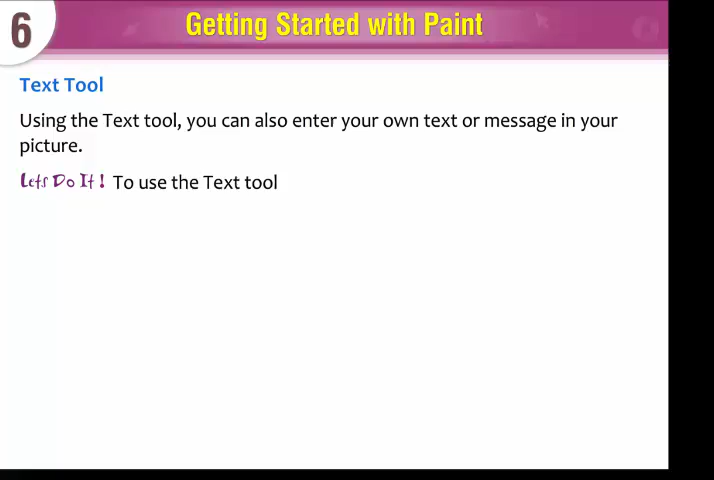 6
Getting Started with Paint
Text Tool
Using the Text tool, you can also enter your own text or message in your
picture.
Lets Do It! To use the Text tool